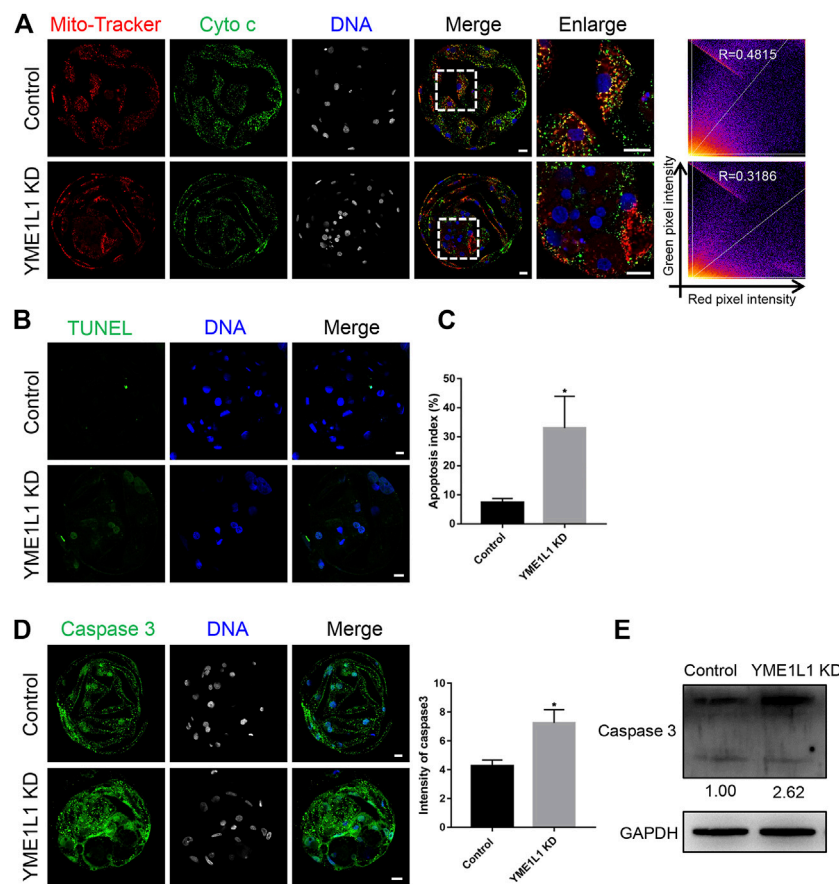 A
Mito-Tracker Cyto c DNA Merge Enlarge
Control
R=0.4815
YME1L1 KD
R=0.3186
Green pixel intensity
Red pixel intensity
B
TUNEL DNA Merge
Control
YME1L1 KD
C
Apoptosis index (%)
50
40
30
20
10
0
*
Control
YME1L1 KD
D
Caspase 3 DNA Merge
Control
YME1L1 KD
Intensity of caspase3
10
8
6
4
2
0
*
Control
YME1L1 KD
E
Control YME1L1 KD
Caspase 3
1.00 2.62
GAPDH